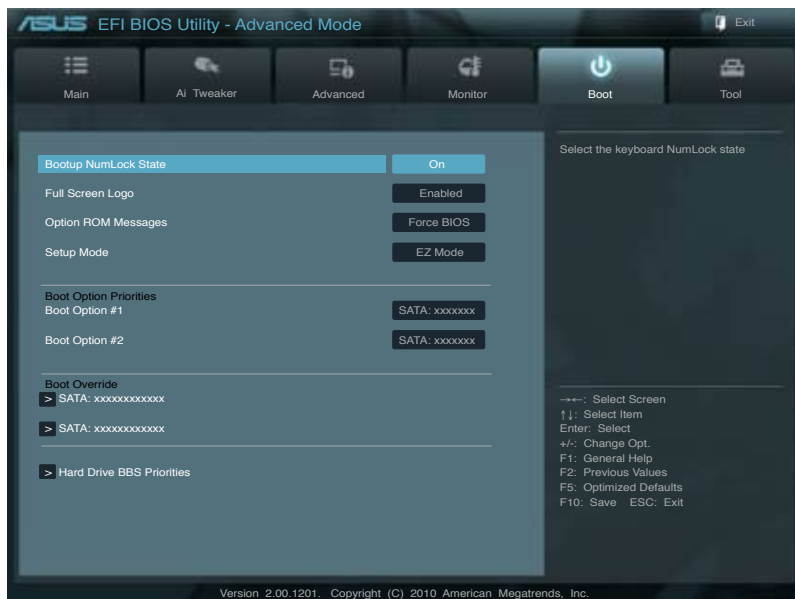 ASUS EFI BIOS Utility - Advanced Mode
Exit
Main
Ai Tweaker
Advanced
Monitor
Boot
Tool
Bootup NumLock State On
Full Screen Logo Enabled
Option ROM Messages Force BIOS
Setup Mode EZ Mode
Boot Option Priorities
Boot Option #1 SATA: xxxxxxx
Boot Option #2 SATA: xxxxxxx
Boot Override
> SATA: xxxxxxxxxxxx
> SATA: xxxxxxxxxxxx
> Hard Drive BBS Priorities
Select the keyboard NumLock state
→←: Select Screen
↑↓: Select Item
Enter: Select
+/-: Change Opt.
F1: General Help
F2: Previous Values
F5: Optimized Defaults
F10: Save ESC: Exit
Version 2.00.1201. Copyright (C) 2010 American Megatrends, Inc.